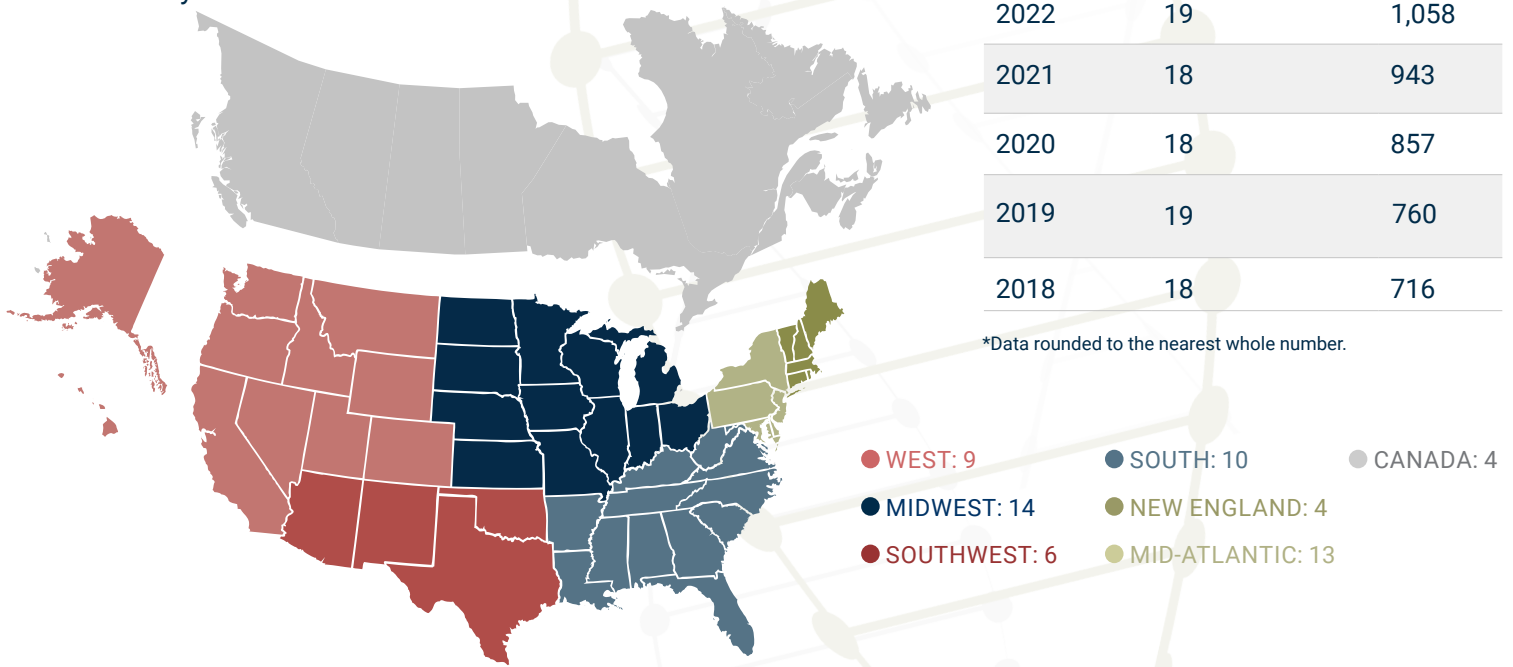 2022 19 1,058
2021 18 943
2020 18 857
2019 19 760
2018 18 716
*Data rounded to the nearest whole number.
WEST: 9 SOUTH: 10 CANADA: 4
MIDWEST: 14 NEW ENGLAND: 4
SOUTHWEST: 6 MID-ATLANTIC: 13